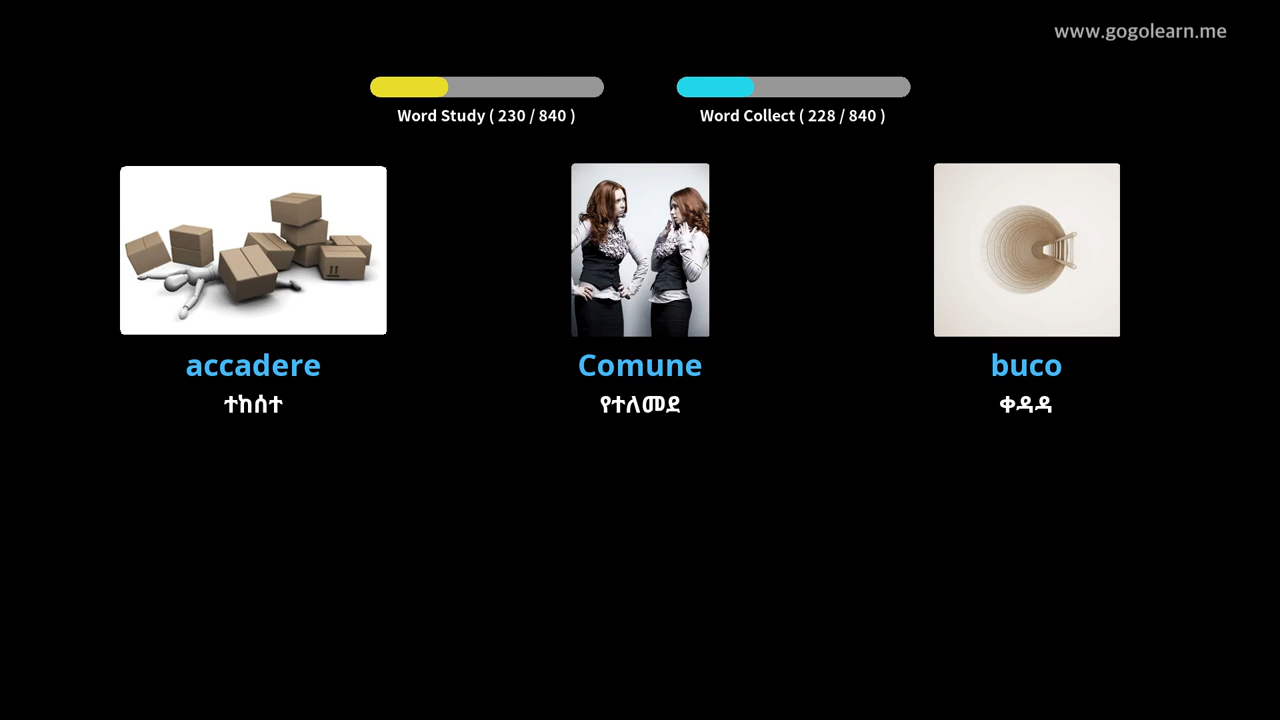 www.gogolearn.me
Word Study ( 230 / 840 )
Word Collect ( 228 / 840 )
accadere
Comune
buco
ተከሰተ
የተለመደ
ቀዳዳ